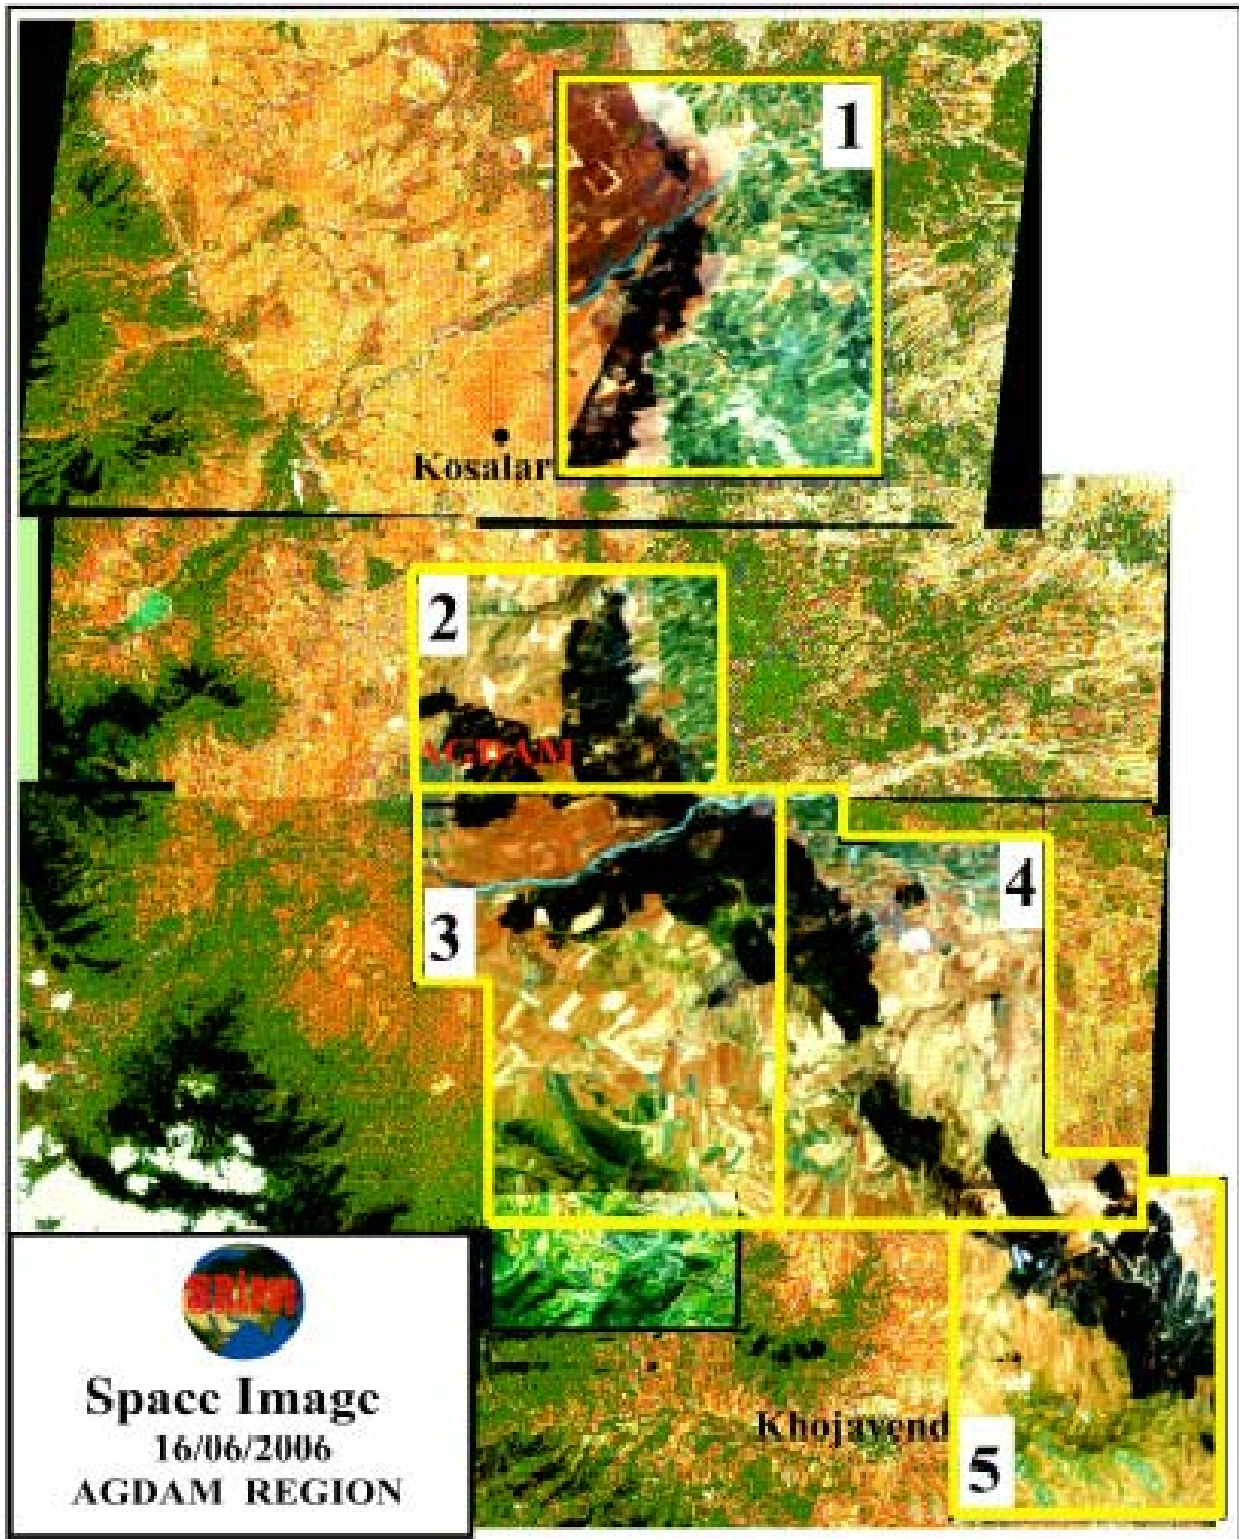 1
Kosalar
2
AGDAM
3
4
Khojavend
5
Space Image
16/06/2006
AGDAM REGION